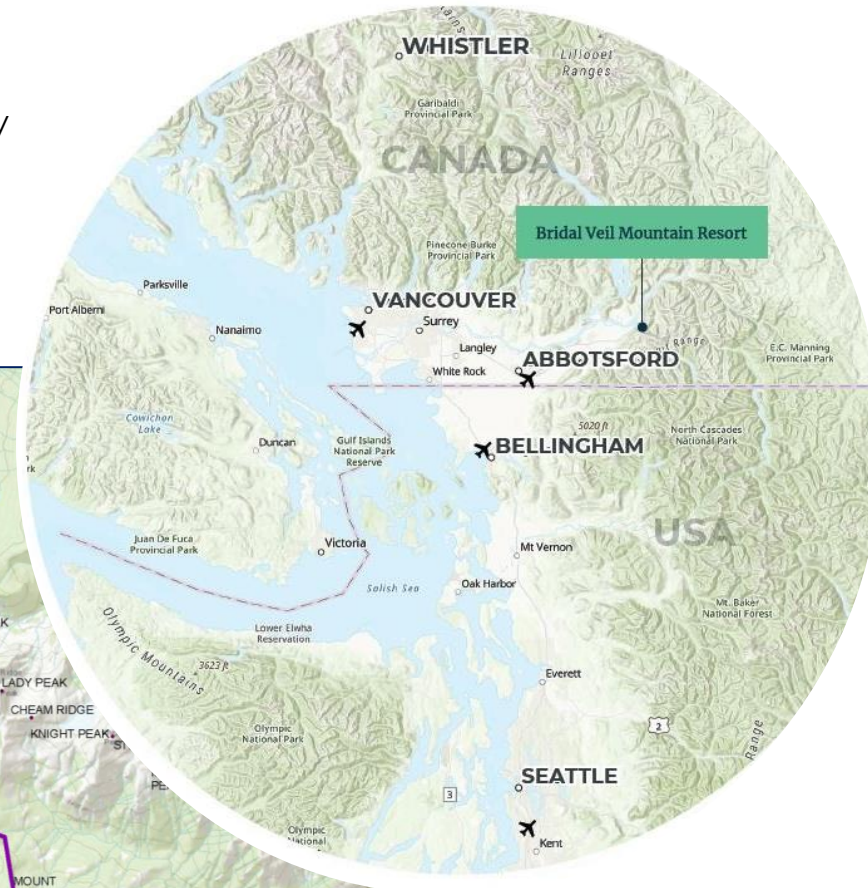 WHISTLER
Lillooet
Ranges
Garibaldi
Provincial Park
CANADA
Bridal Veil Mountain Resort
Pinecone Burke
Provincial Park
Parksville
VANCOUVER
Port Alberni
Surrey
Nanaimo
Langley
Range
E.C. Manning
Provincial Park
ABBOTSFORD
White Rock
Cowichan
Lake
5020 ft
North Cascades
National Park
Duncan
Gulf Islands
National Park
Reserve
BELLINGHAM
USA
Juan De Fuca
Provincial Park
Victoria
Mt Vernon
Salish Sea
Oak Harbor
Mt. Baker
National Forest
Lower Elwha
Reservation
Olympic Mountains
3623 ft
LADY PEAK
Everett
CHEAM RIDGE
KNIGHT PEAK
Olympic
National Park
2
Range
SEATTLE
3
Olympic
National
Kent
MOUNT